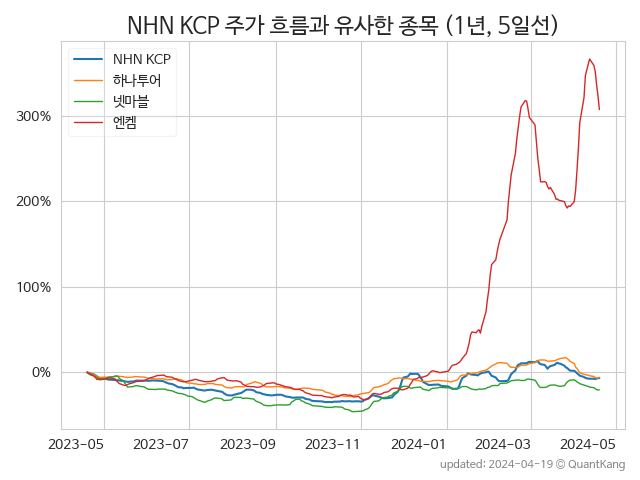 NHN KCP 주가 흐름과 유사한 종목 (1년, 5일선)
NHN KCP
하나투어
넷마블
엔켐
300%
200%
100%
0%
2023-05 2023-07 2023-09 2023-11 2024-01 2024-03 2024-05
updated: 2024-04-19 © QuantKang